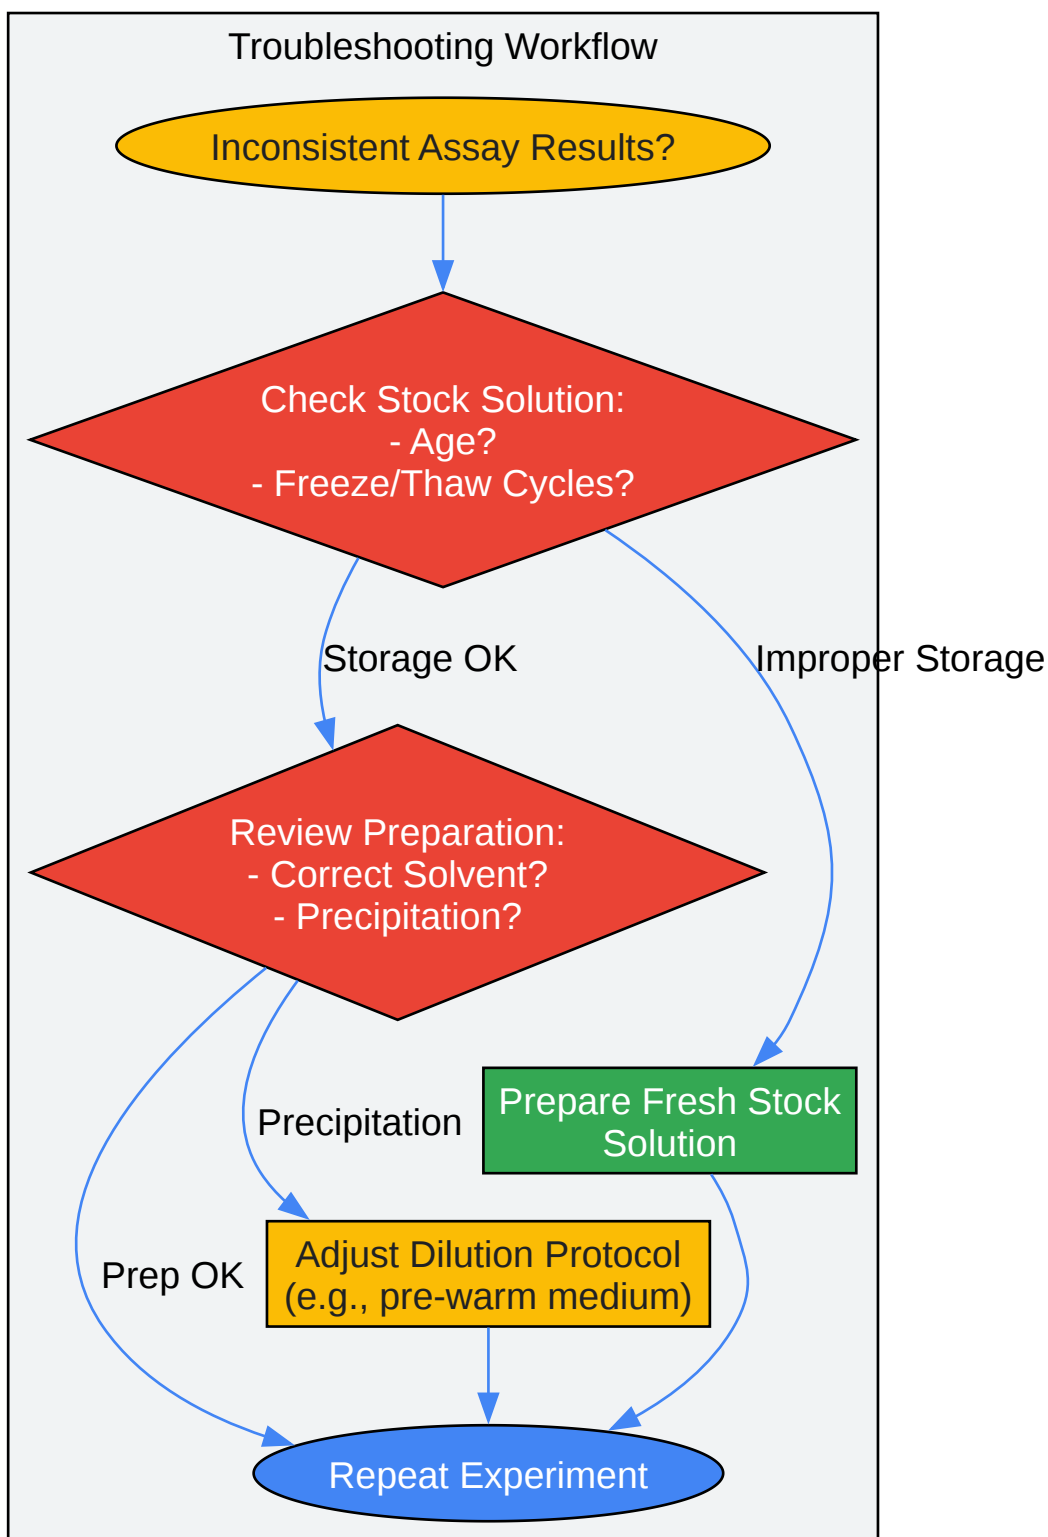 Troubleshooting Workflow
Inconsistent Assay Results?
Check Stock Solution:
- Age?
- Freeze/Thaw Cycles?
Storage OK
Improper Storage
Review Preparation:
- Correct Solvent?
- Precipitation?
Precipitation
Prepare Fresh Stock
Solution
Prep OK
Adjust Dilution Protocol
(e.g., pre-warm medium)
Repeat Experiment